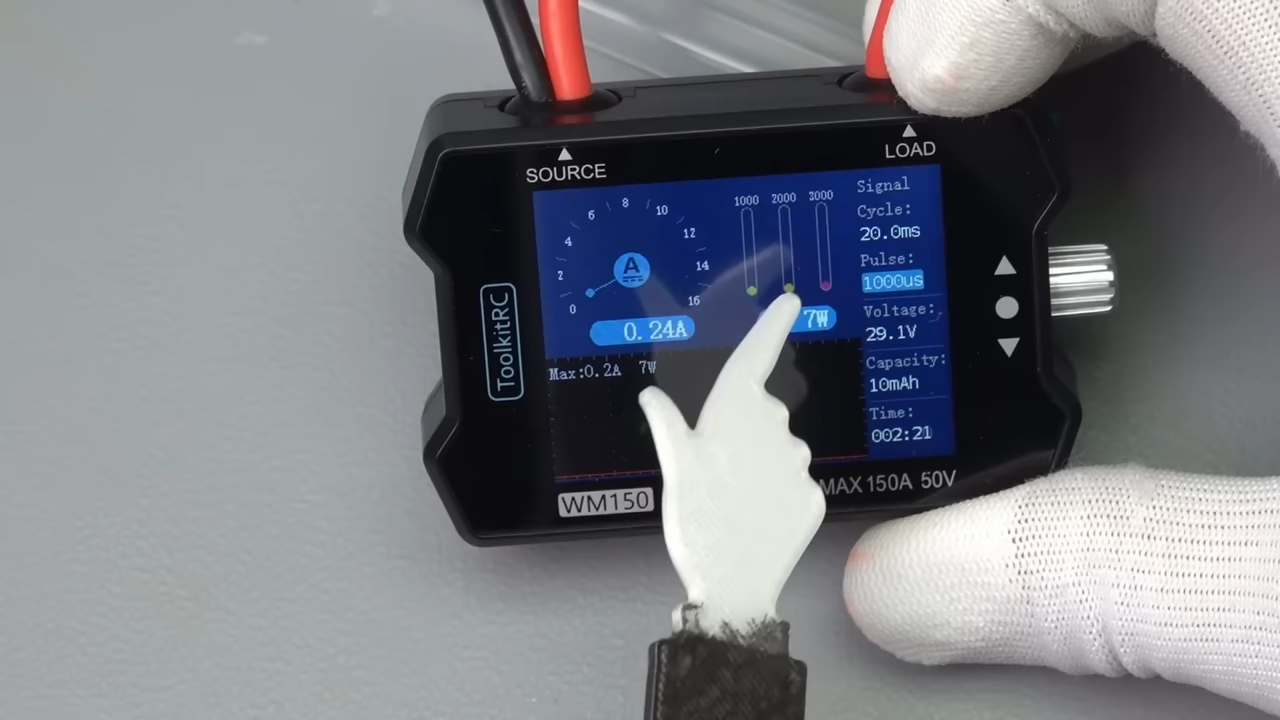 SOURCE
LOAD
0
2
4
6
8
10
12
14
16
A
0.24A
1000
2000
3000
7W
Max:0.2A 7W
Signal
Cycle:
20.0ms
Pulse:
1000us
Voltage:
29.1V
Capacity:
10mAh
Time:
002:21
ToolkitRC
WM150
MAX 150A 50V